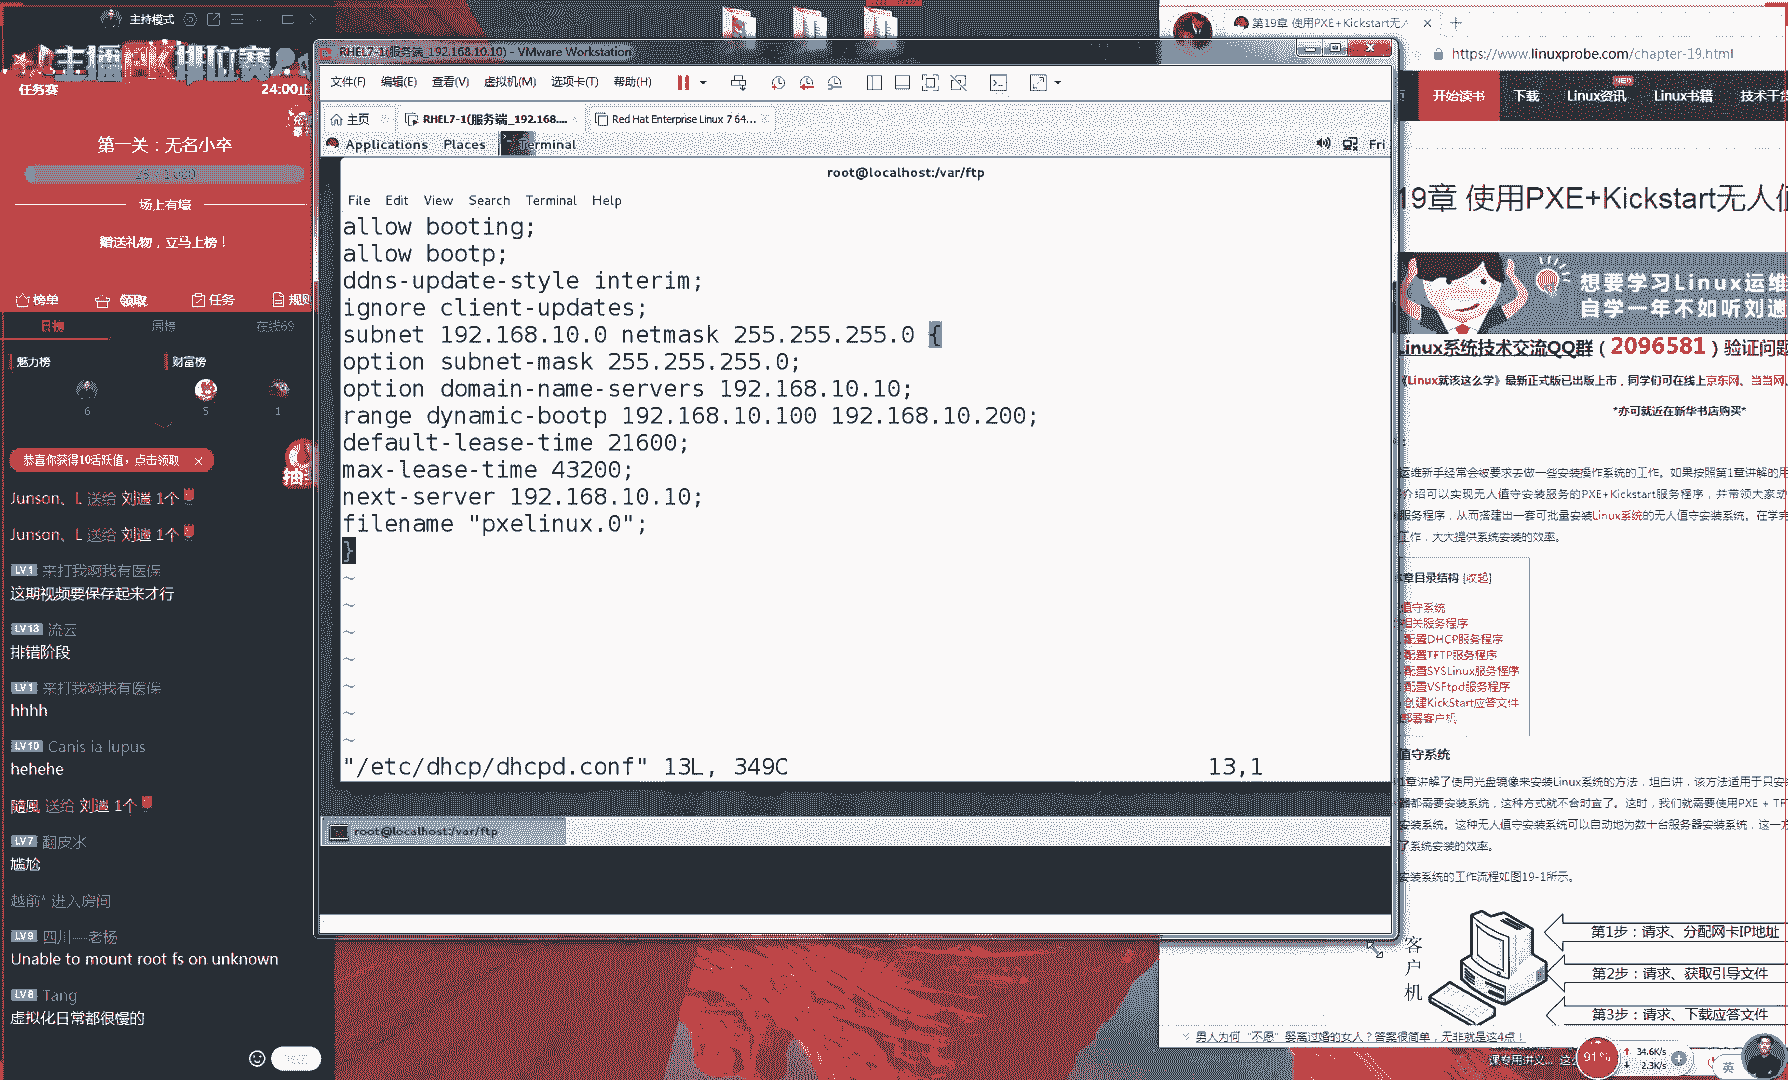 主持模式
主播PK排位赛
任务赛
24:00止
第一关：无名小卒
场上有墙
赠送礼物，立马上榜！
榜单
领取
任务
规则
日榜
周榜
在线69
魅力榜
财富榜
6
5
1
恭喜你获得10活跃值，点击领取
Junson、L 送给 刘遄 1个
Junson、L 送给 刘遄 1个
LV1 来打我啊我有医保
这期视频要保存起来才行
LV13 流云
排错阶段
LV1 来打我啊我有医保
hhhh
LV10 Canis ia lupus
hehehe
随風 送给 刘遄 1个
LV7 翻皮水
尴尬
越前* 进入房间
LV9 四川—老杨
Unable to mount root fs on unknown
LV8 Tang
虚拟化日常都很慢的
RHEL7-1(服务端_192.168.10.10) - VMware Workstation
文件(F) 编辑(E) 查看(V) 虚拟机(M) 选项卡(T) 帮助(H)
主页
RHEL7-1(服务端_192.168....
Red Hat Enterprise Linux 7 64...
Applications Places Terminal
Fri
root@localhost:/var/ftp
File Edit View Search Terminal Help
allow booting;
allow bootp;
ddns-update-style interim;
ignore client-updates;
subnet 192.168.10.0 netmask 255.255.255.0 {
option subnet-mask 255.255.255.0;
option domain-name-servers 192.168.10.10;
range dynamic-bootp 192.168.10.100 192.168.10.200;
default-lease-time 21600;
max-lease-time 43200;
next-server 192.168.10.10;
filename "pxelinux.0";
}
~
~
~
~
~
~
~
"/etc/dhcp/dhcpd.conf" 13L, 349C
13,1
root@localhost:/var/ftp
第19章 使用PXE+Kickstart无人
https://www.linuxprobe.com/chapter-19.html
开始读书
下载
Linux资讯
Linux书籍
技术干货
19章 使用PXE+Kickstart无人值
想要学习Linux运维
自学一年不如听刘遄
Linux系统技术交流QQ群（2096581）验证问题
《Linux就该这么学》最新正式版已出版上市，同学们可在线上京东网、当当网、
*亦可就近在新华书店购买*
运维新手经常会被要求去做一些安装操作系统的工作。如果按照第1章讲解的用
介绍可以实现无人值守安装服务的PXE+Kickstart服务程序，并带领大家动
服务程序，从而搭建出一套可批量安装Linux系统的无人值守安装系统。在学完
工作，大大提供系统安装的效率。
章目录结构 [收起]
值守系统
相关服务程序
配置DHCP服务程序
配置TFTP服务程序
配置SYSLinux服务程序
配置VSFtpd服务程序
创建KickStart应答文件
部署客户机
值守系统
1章讲解了使用光盘镜像来安装Linux系统的方法，坦白讲，该方法适用于只安
器都需要安装系统，这种方式就不合时宜了。这时，我们就需要使用PXE + TF
安装系统。这种无人值守安装系统可以自动地为数十台服务器安装系统，这一方
了系统安装的效率。
安装系统的工作流程如图19-1所示。
客户机
第1步：请求、分配网卡IP地址
第2步：请求、获取引导文件
第3步：请求、下载应答文件
男人为何“不愿”娶离过婚的女人？答案很简单，无非就是这4点！
91%
34.6K/s
2.3K/s
英